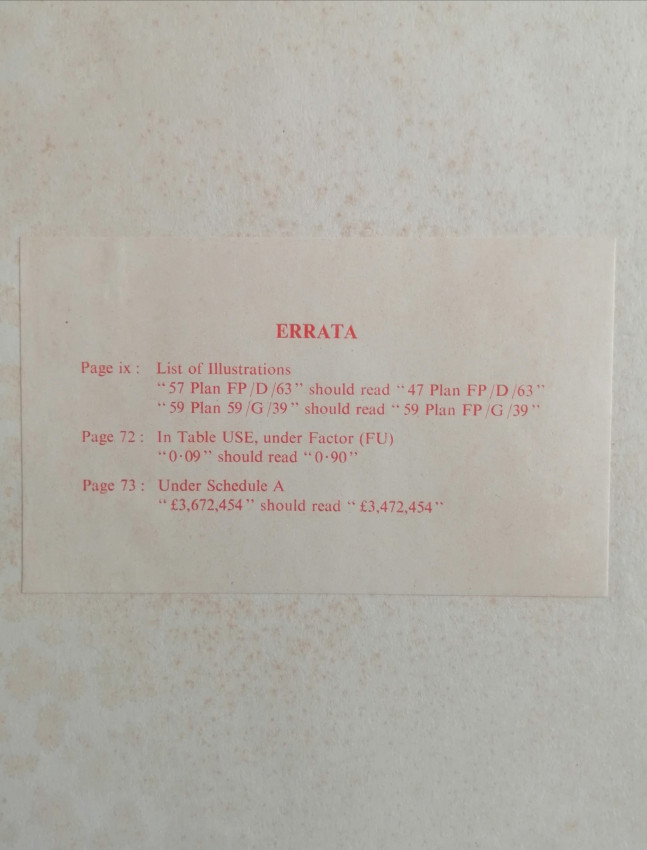 ERRATA
Page ix : List of Illustrations
“57 Plan FP/D/63” should read “47 Plan FP/D/63”
“59 Plan 59/G/39” should read “59 Plan FP/G/39”
Page 72 : In Table USE, under Factor (FU)
“0·09” should read “0·90”
Page 73 : Under Schedule A
“£3,672,454” should read “£3,472,454”